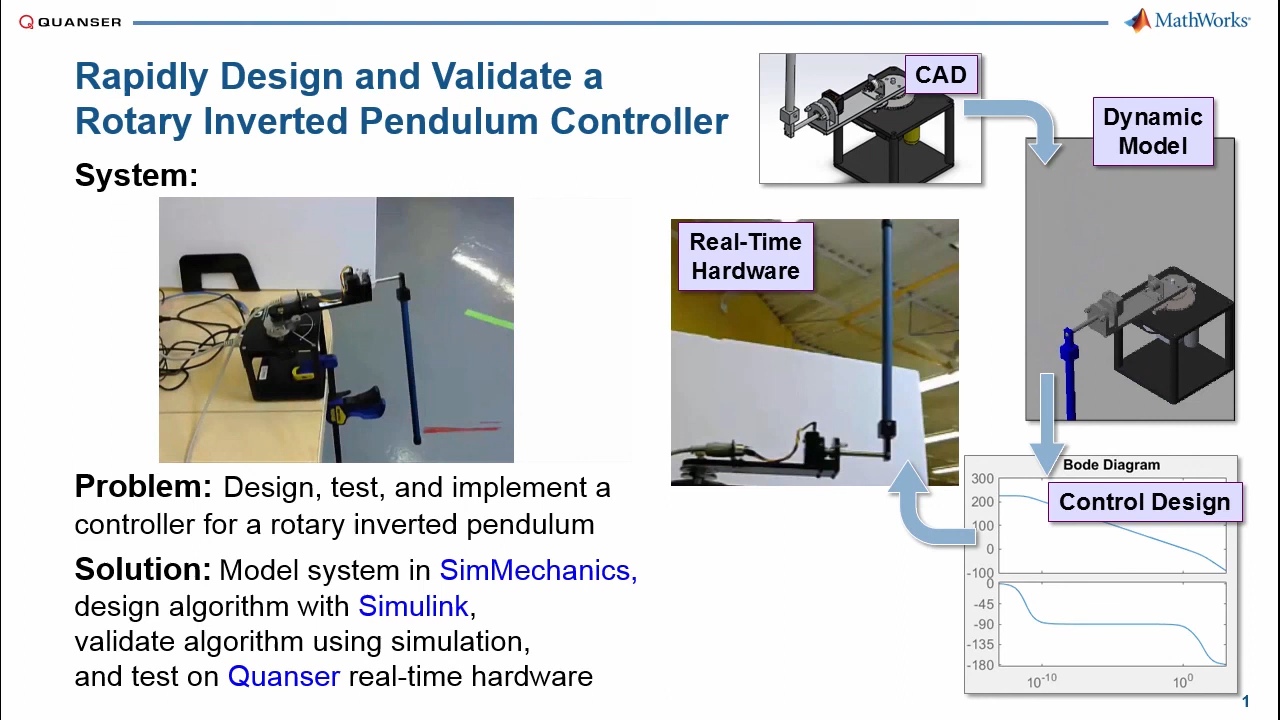 QUANSER
MathWorks®
Rapidly Design and Validate a
Rotary Inverted Pendulum Controller
System:
CAD
Dynamic
Model
Real-Time
Hardware
Bode Diagram
Control Design
300
200
100
0
-100
0
-45
-90
-135
-180
10-10
100
Problem: Design, test, and implement a
controller for a rotary inverted pendulum
Solution: Model system in SimMechanics,
design algorithm with Simulink,
validate algorithm using simulation,
and test on Quanser real-time hardware
1